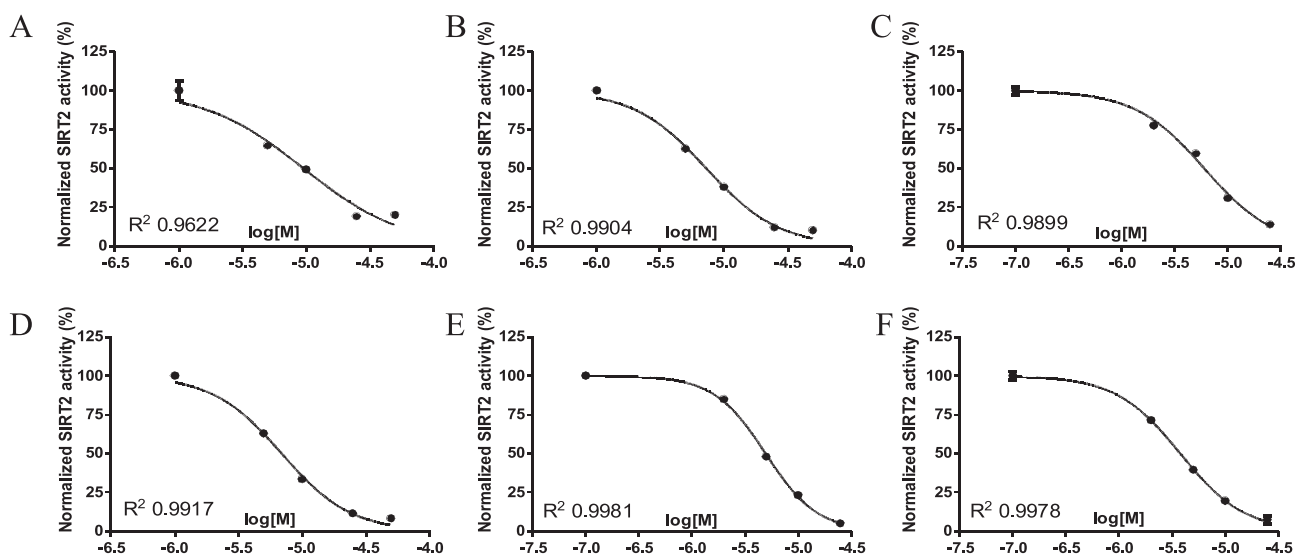 A
Normalized SIRT2 activity (%)
125
100
75
50
25
0
R² 0.9622
log[M]
-6.5 -6.0 -5.5 -5.0 -4.5 -4.0
B
Normalized SIRT2 activity (%)
125
100
75
50
25
0
R² 0.9904
log[M]
-6.5 -6.0 -5.5 -5.0 -4.5 -4.0
C
Normalized SIRT2 activity (%)
125
100
75
50
25
0
R² 0.9899
log[M]
-7.5 -7.0 -6.5 -6.0 -5.5 -5.0 -4.5
D
Normalized SIRT2 activity (%)
125
100
75
50
25
0
R² 0.9917
log[M]
-6.5 -6.0 -5.5 -5.0 -4.5 -4.0
E
Normalized SIRT2 activity (%)
125
100
75
50
25
0
R² 0.9981
log[M]
-7.5 -7.0 -6.5 -6.0 -5.5 -5.0 -4.5
F
Normalized SIRT2 activity (%)
125
100
75
50
25
0
R² 0.9978
log[M]
-7.5 -7.0 -6.5 -6.0 -5.5 -5.0 -4.5